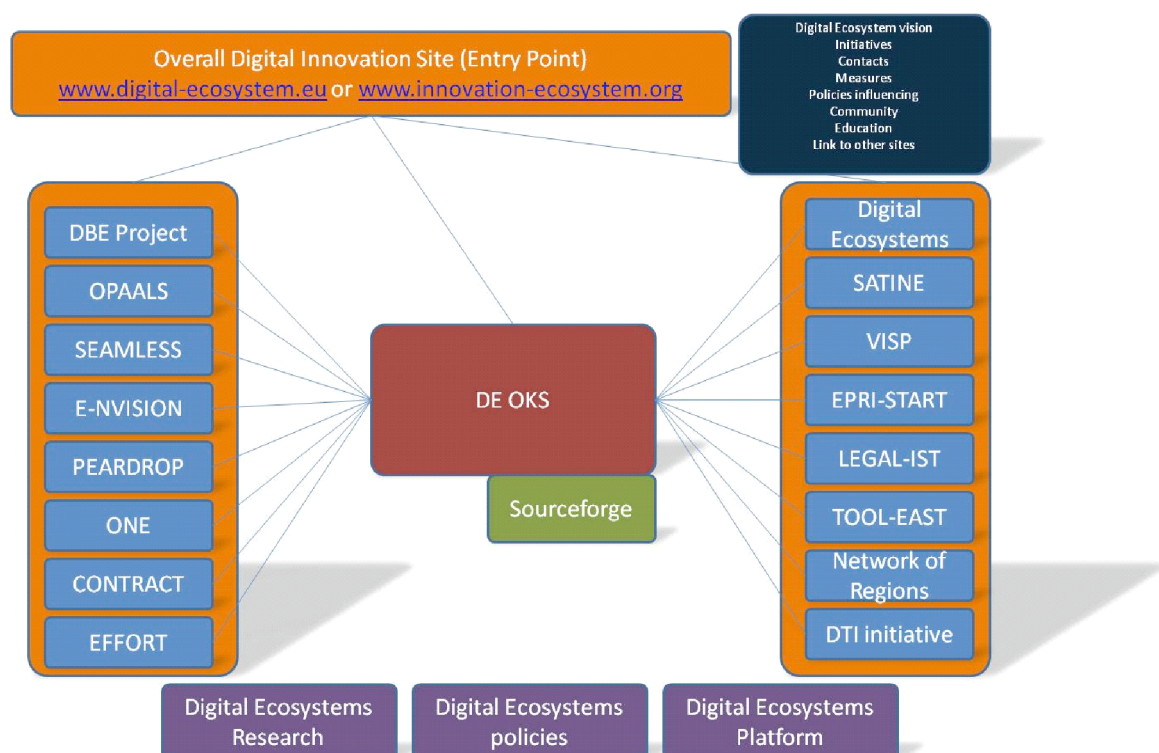 Overall Digital Innovation Site (Entry Point)
www.digital-ecosystem.eu or www.innovation-ecosystem.org
Digital Ecosystem vision
Initiatives
Contacts
Measures
Policies influencing
Community
Education
Link to other sites
DBE Project
OPAALS
SEAMLESS
E-NVISION
PEARDROP
ONE
CONTRACT
EFFORT
DE OKS
Sourceforge
Digital
Ecosystems
SATINE
VISP
EPRI-START
LEGAL-IST
TOOL-EAST
Network of
Regions
DTI initiative
Digital Ecosystems
Research
Digital Ecosystems
policies
Digital Ecosystems
Platform